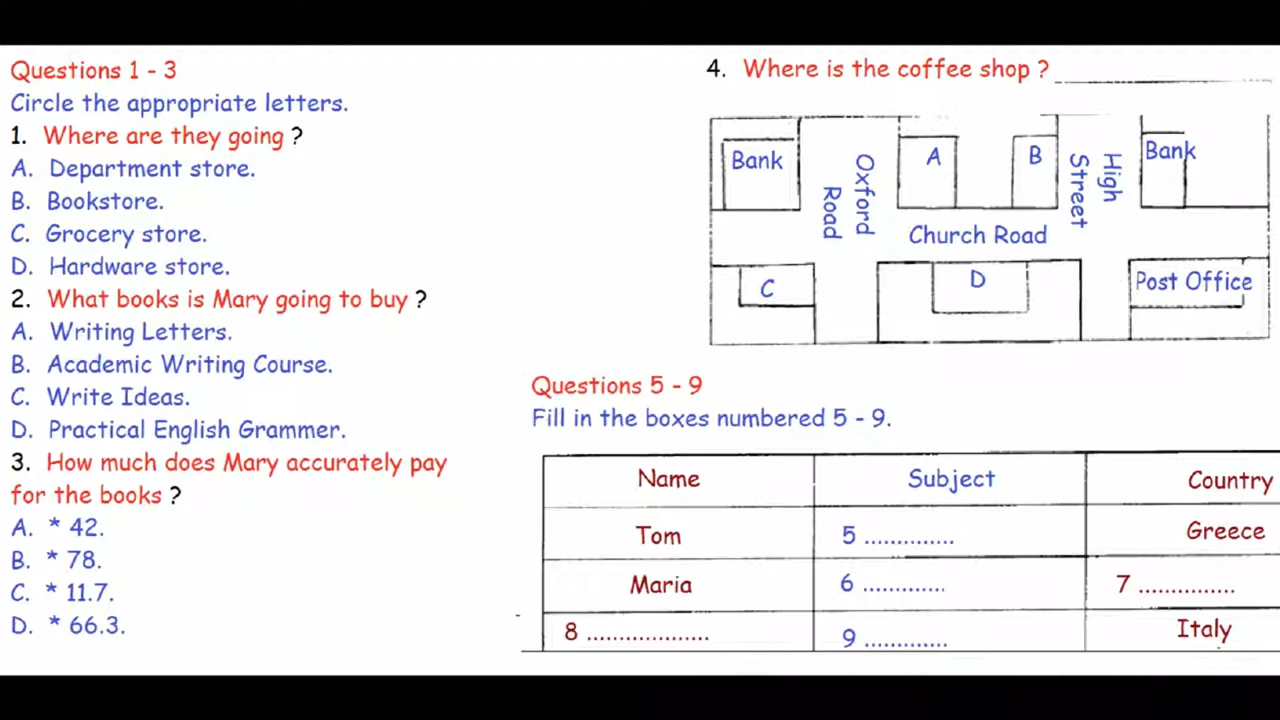 Questions 1 - 3
Circle the appropriate letters.
1. Where are they going ?
A. Department store.
B. Bookstore.
C. Grocery store.
D. Hardware store.
2. What books is Mary going to buy ?
A. Writing Letters.
B. Academic Writing Course.
C. Write Ideas.
D. Practical English Grammer.
3. How much does Mary accurately pay
for the books ?
A. * 42.
B. * 78.
C. * 11.7.
D. * 66.3.
4. Where is the coffee shop ?
Bank
Oxford
Road
A
B
High
Street
Bank
Church Road
C
D
Post Office
Questions 5 - 9
Fill in the boxes numbered 5 - 9.
Name Subject Country
Tom 5 .............. Greece
Maria 6 ............. 7 ...............
8 ................... 9 ............. Italy